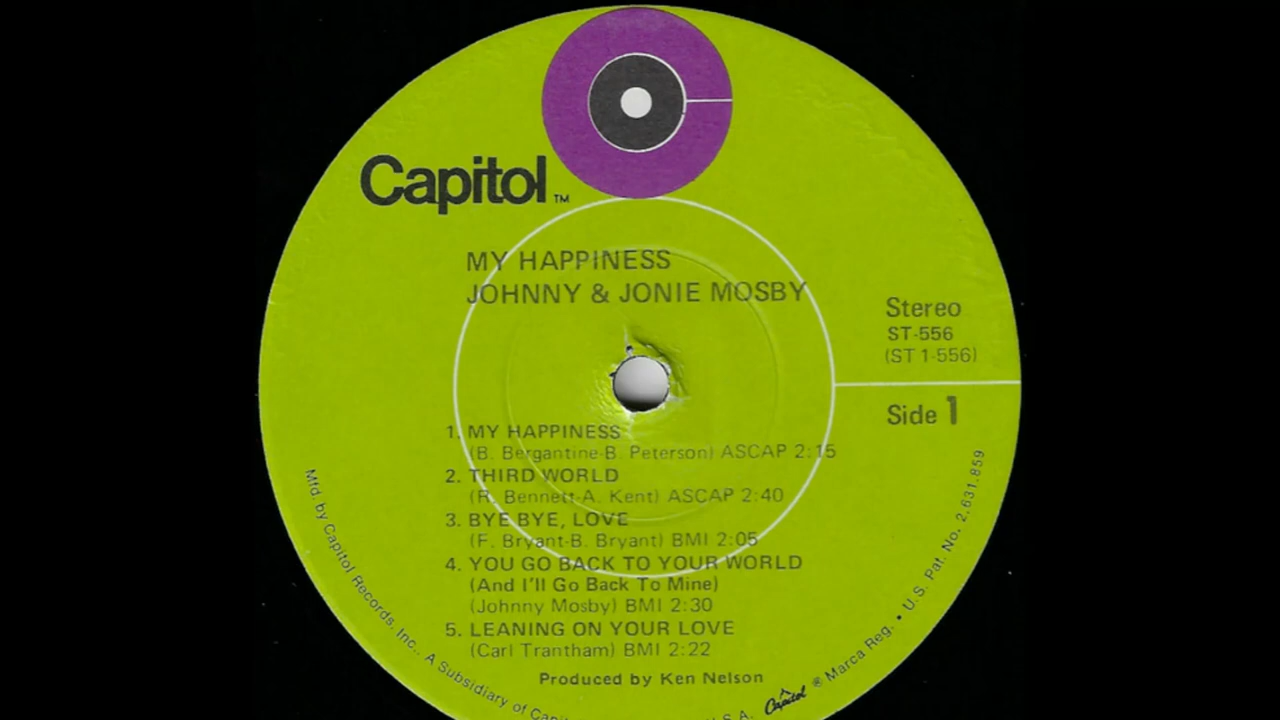 Capitol™
MY HAPPINESS
JOHNNY & JONIE MOSBY
Stereo
ST-556
(ST 1-556)
Side 1
1. MY HAPPINESS
(B. Bergantine-B. Peterson) ASCAP 2:15
2. THIRD WORLD
(R. Bennett-A. Kent) ASCAP 2:40
3. BYE BYE, LOVE
(F. Bryant-B. Bryant) BMI 2:05
4. YOU GO BACK TO YOUR WORLD
(And I'll Go Back To Mine)
(Johnny Mosby) BMI 2:30
5. LEANING ON YOUR LOVE
(Carl Trantham) BMI 2:22
Produced by Ken Nelson
Mfd. by Capitol Records, Inc., A Subsidiary of Capitol
U.S.A. Capitol ® Marca Reg. • U.S. Pat. No. 2,631,859